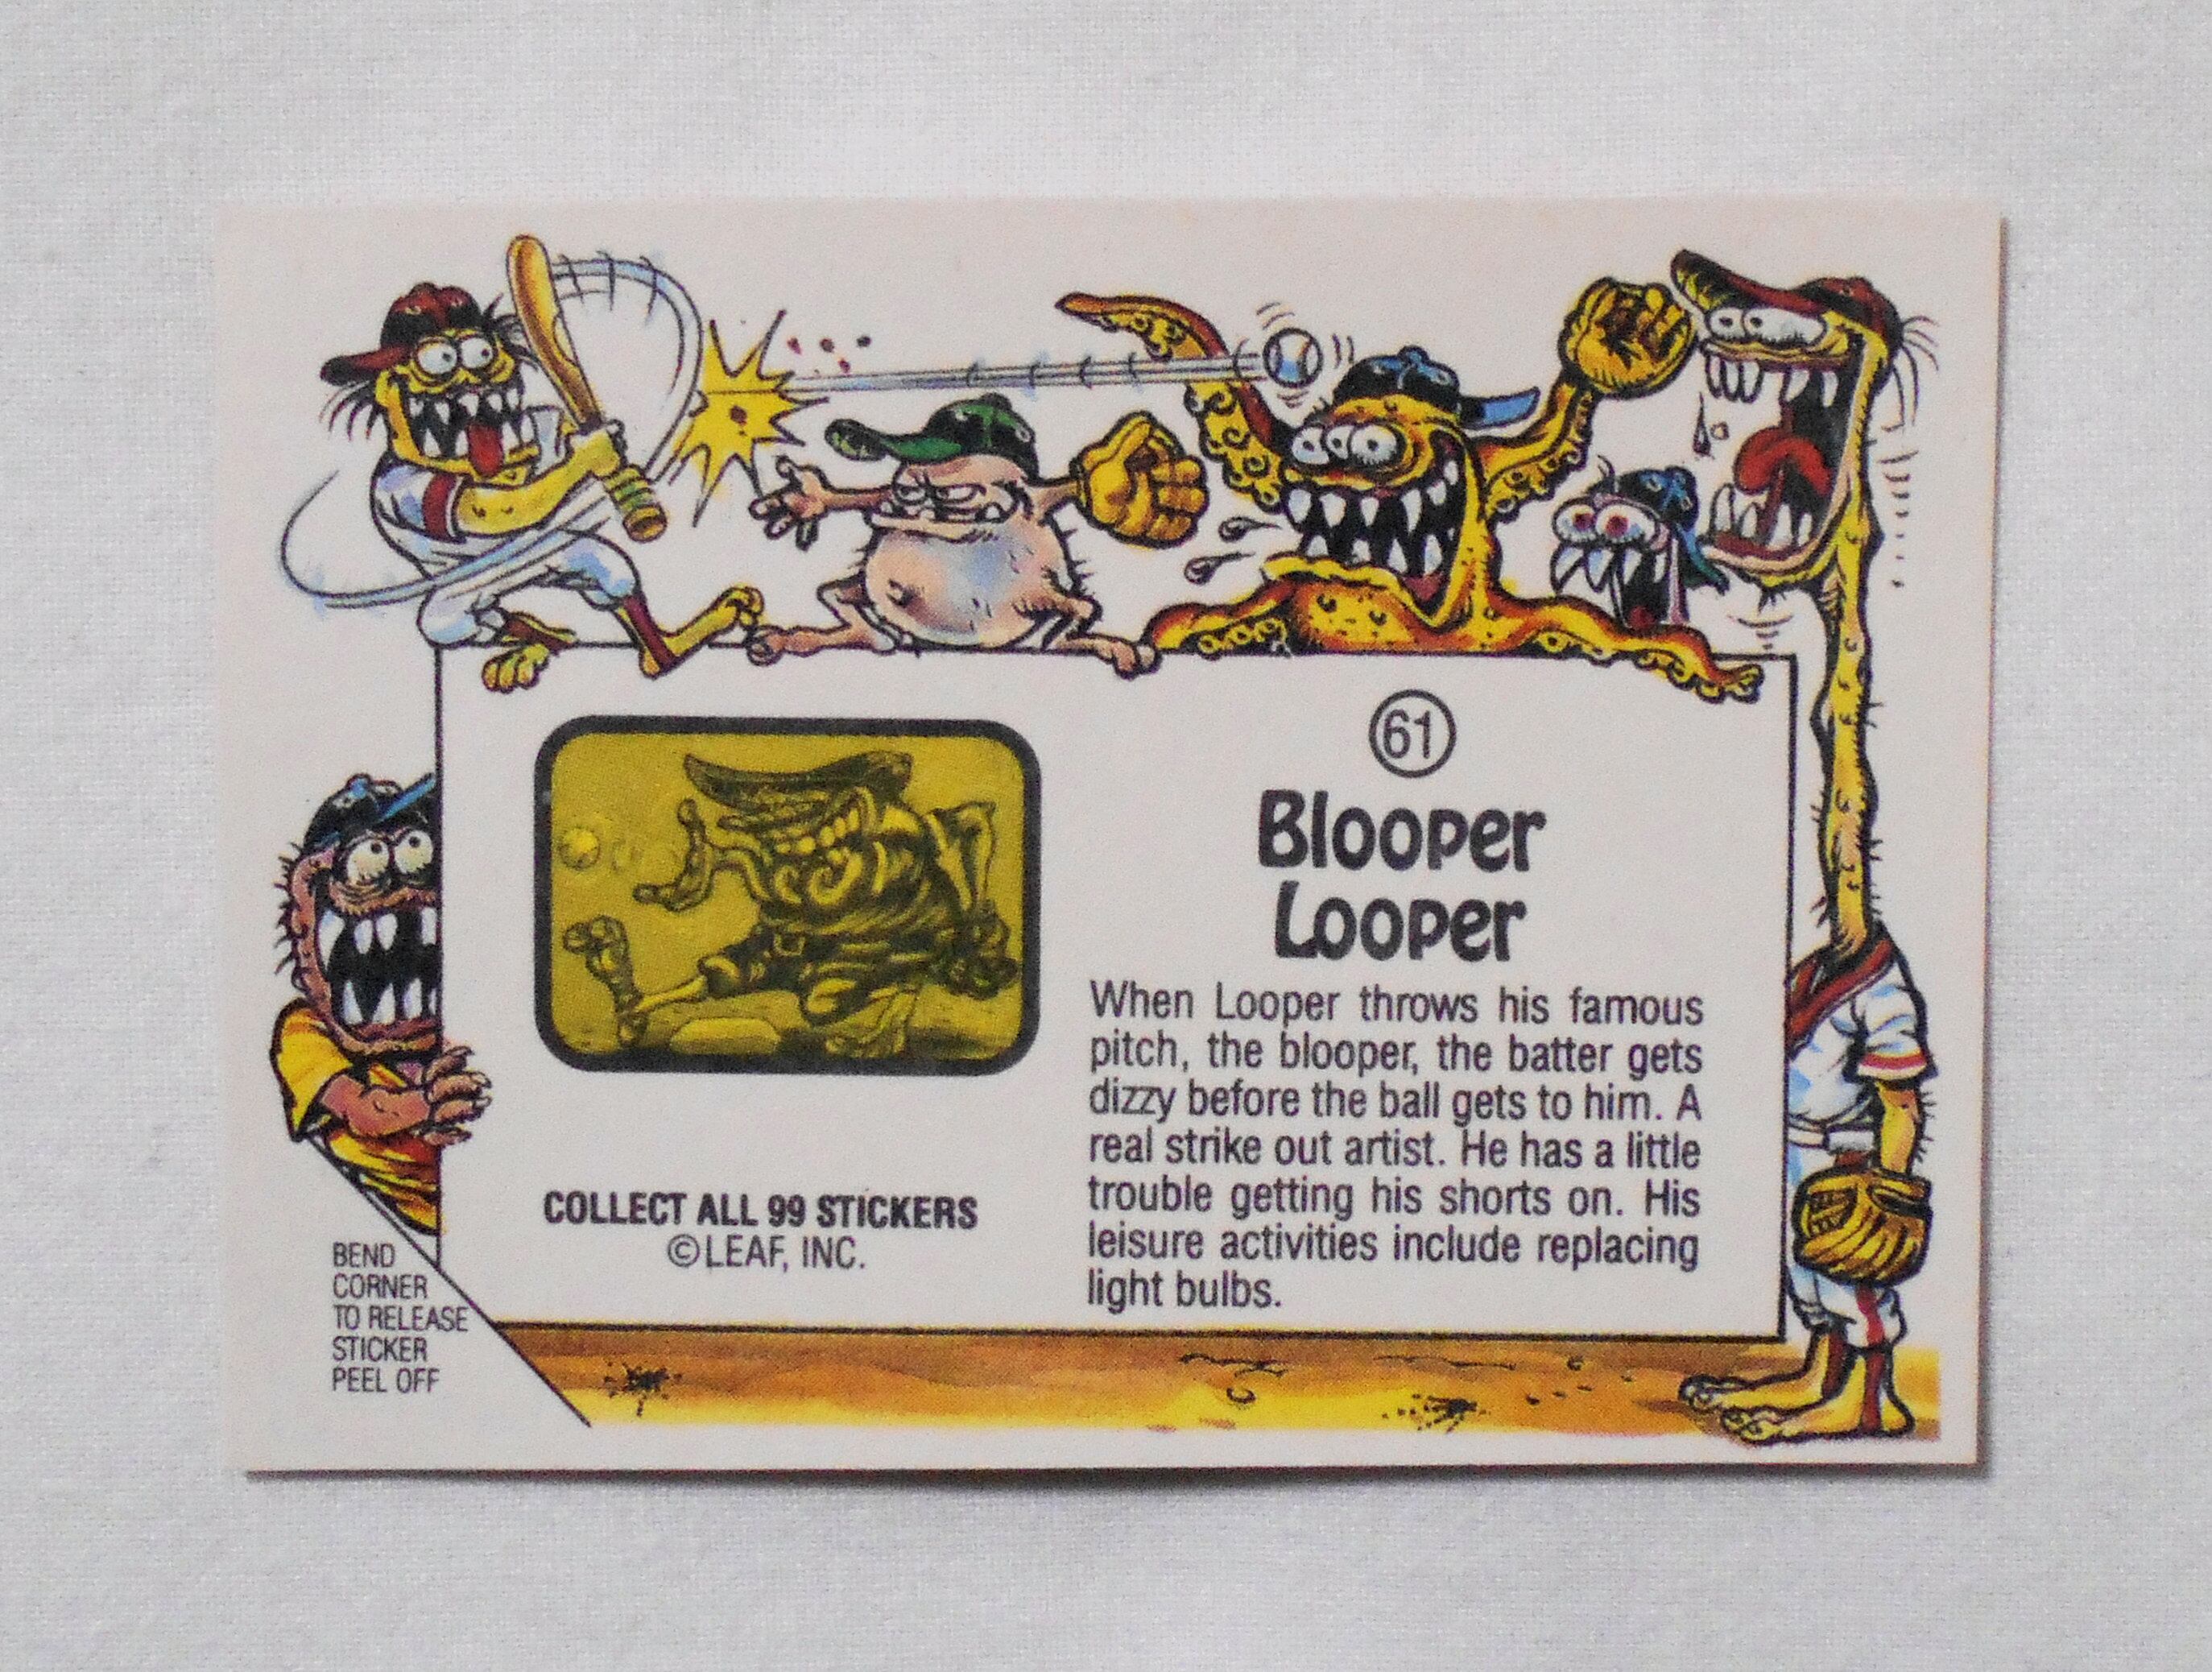 61
Blooper
Looper
When Looper throws his famous
pitch, the blooper, the batter gets
dizzy before the ball gets to him. A
real strike out artist. He has a little
trouble getting his shorts on. His
leisure activities include replacing
light bulbs.
COLLECT ALL 99 STICKERS
©LEAF, INC.
BEND
CORNER
TO RELEASE
STICKER
PEEL OFF